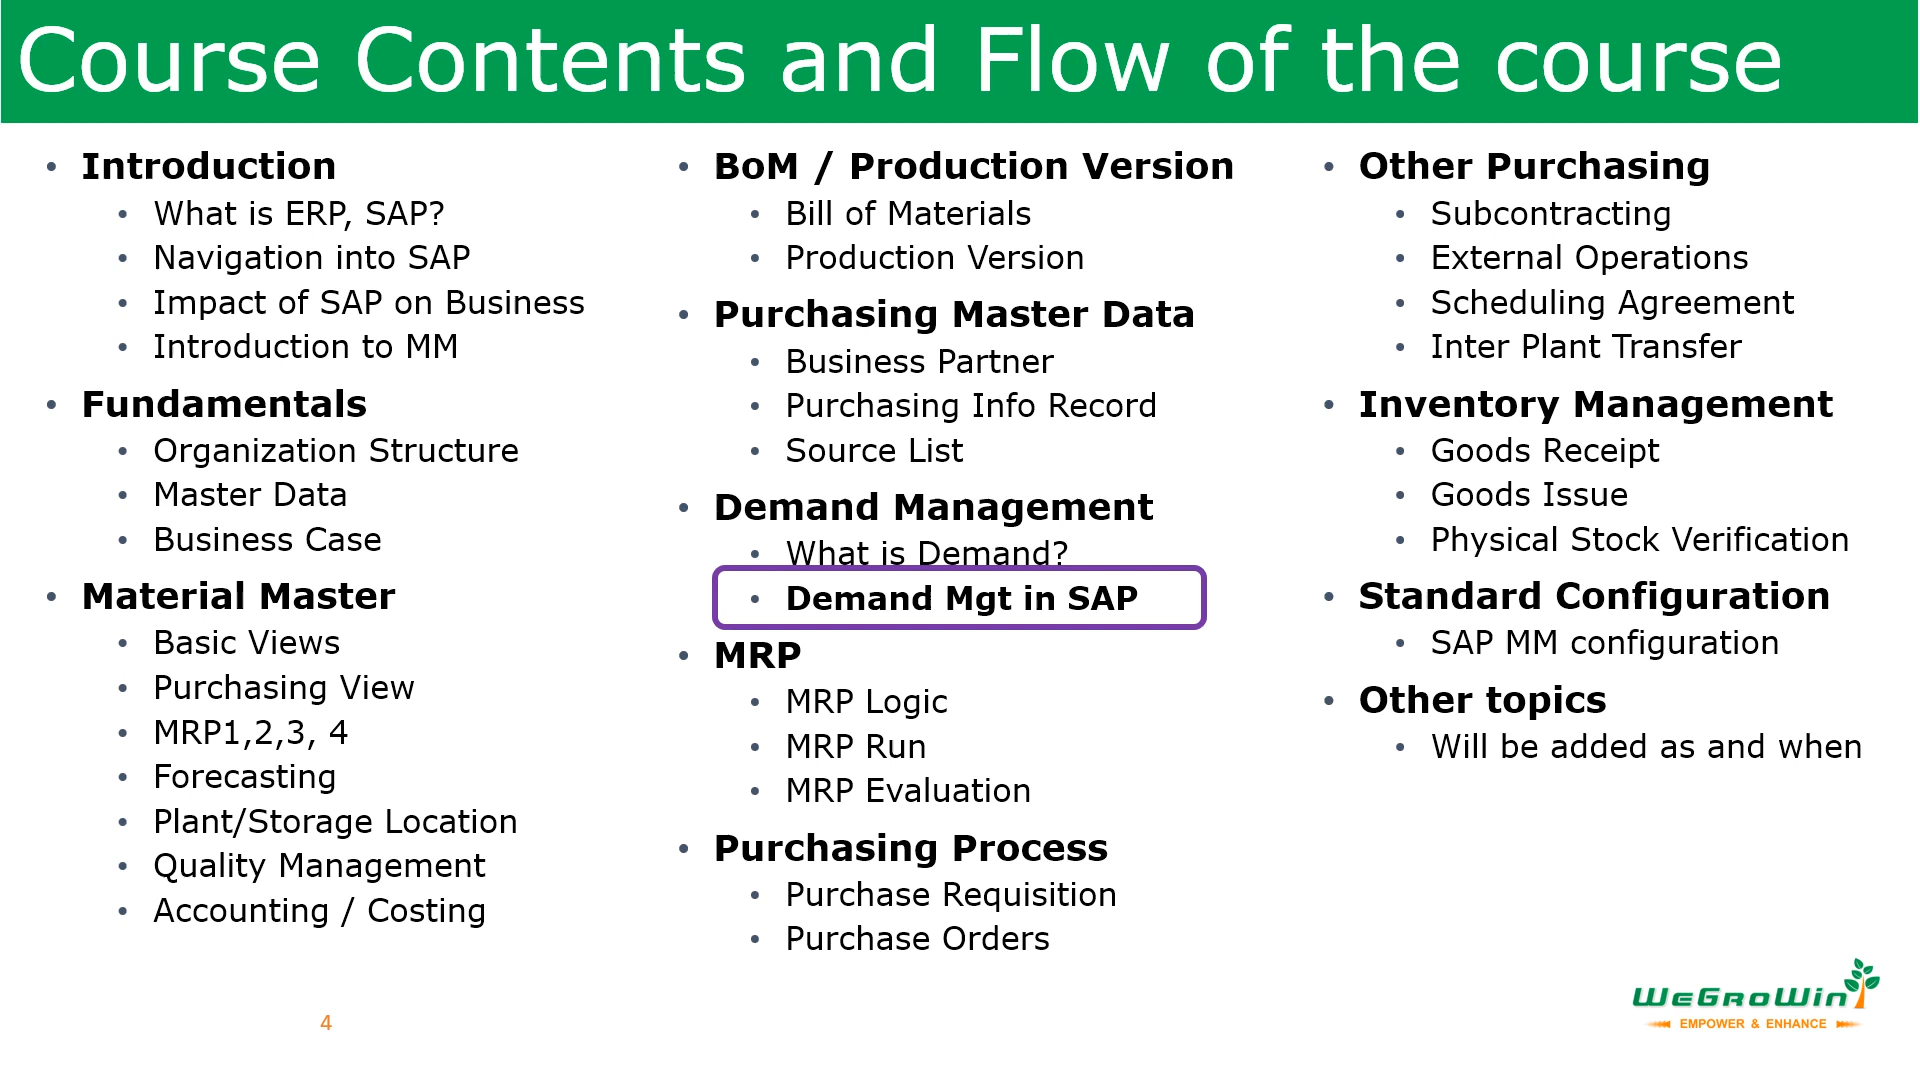 Course Contents and Flow of the course
• Introduction
• What is ERP, SAP?
• Navigation into SAP
• Impact of SAP on Business
• Introduction to MM
• Fundamentals
• Organization Structure
• Master Data
• Business Case
• Material Master
• Basic Views
• Purchasing View
• MRP1,2,3, 4
• Forecasting
• Plant/Storage Location
• Quality Management
• Accounting / Costing
• BoM / Production Version
• Bill of Materials
• Production Version
• Purchasing Master Data
• Business Partner
• Purchasing Info Record
• Source List
• Demand Management
• What is Demand?
• Demand Mgt in SAP
• MRP
• MRP Logic
• MRP Run
• MRP Evaluation
• Purchasing Process
• Purchase Requisition
• Purchase Orders
• Other Purchasing
• Subcontracting
• External Operations
• Scheduling Agreement
• Inter Plant Transfer
• Inventory Management
• Goods Receipt
• Goods Issue
• Physical Stock Verification
• Standard Configuration
• SAP MM configuration
• Other topics
• Will be added as and when
4
WeGroWin
EMPOWER & ENHANCE